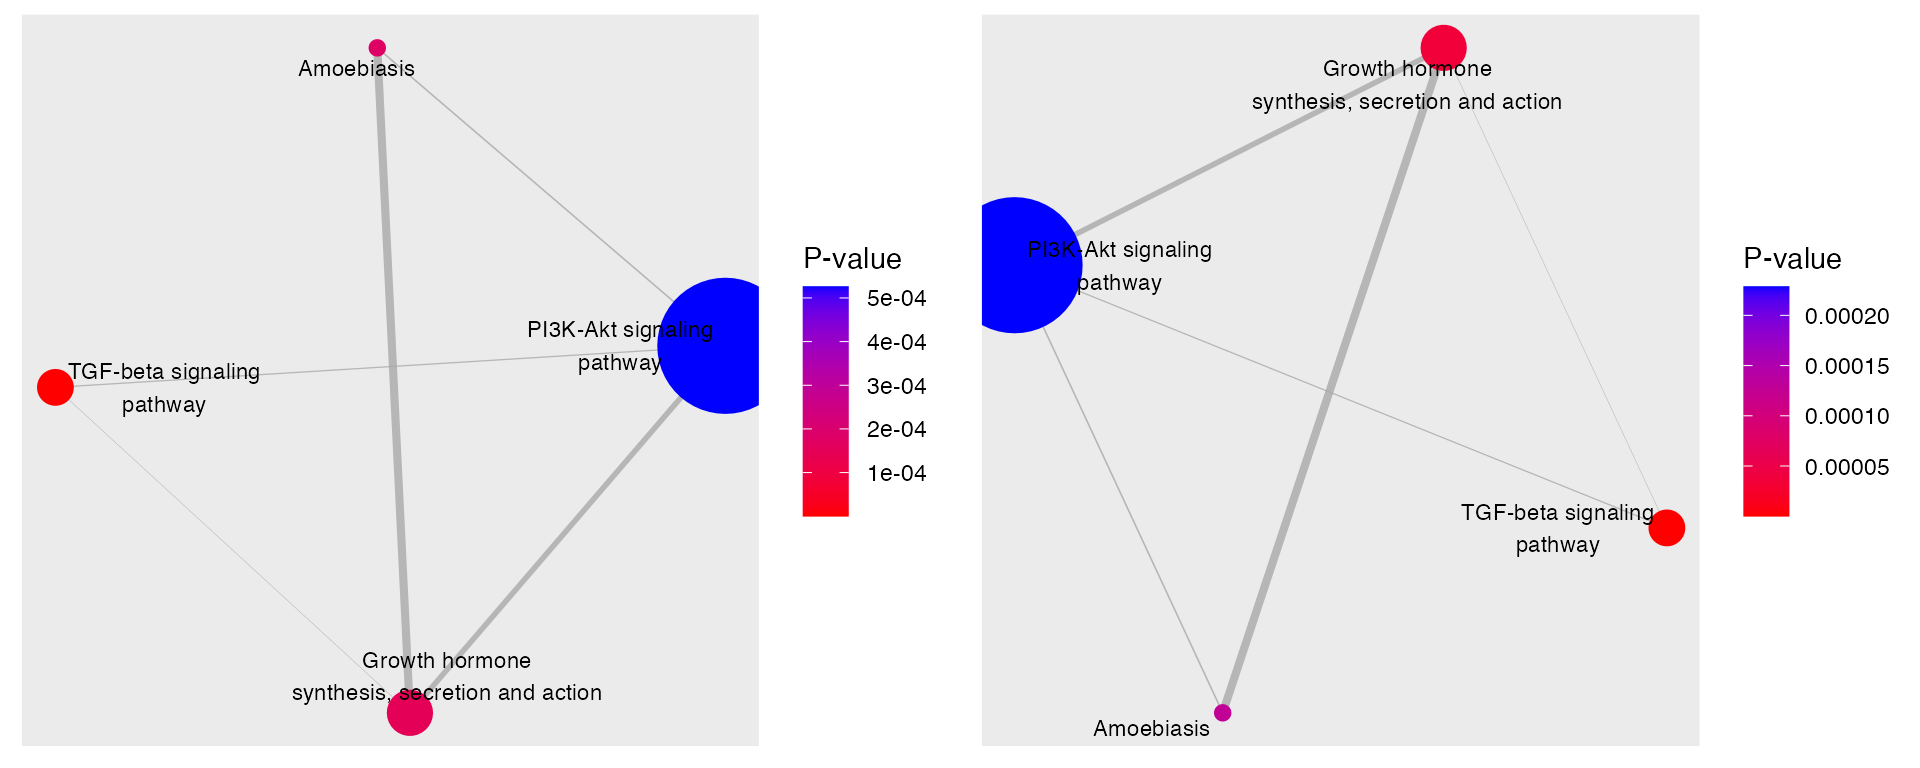 Amoebiasis
PI3K-Akt signaling
pathway
TGF-beta signaling
pathway
Growth hormone
synthesis, secretion and action
P-value
5e-04
4e-04
3e-04
2e-04
1e-04
Growth hormone
synthesis, secretion and action
PI3K-Akt signaling
pathway
TGF-beta signaling
pathway
Amoebiasis
P-value
0.00020
0.00015
0.00010
0.00005